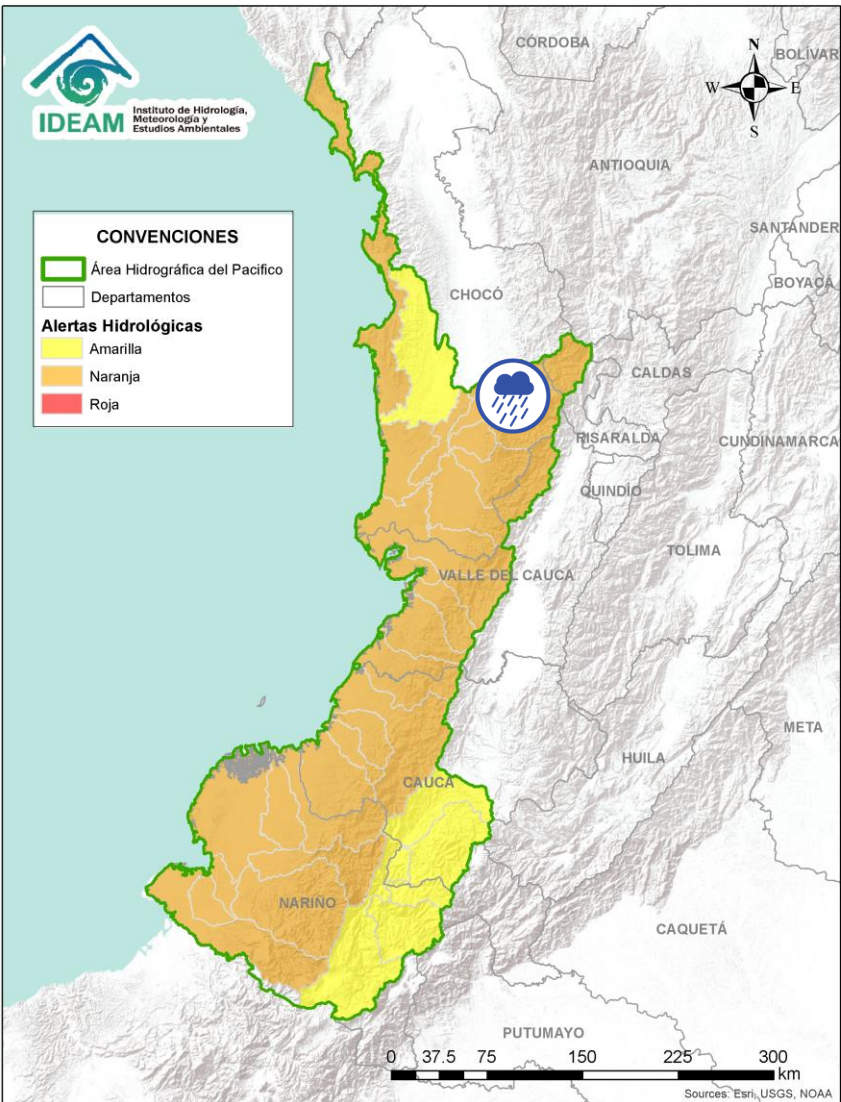 IDEAM
Instituto de Hidrología,
Meteorología y
Estudios Ambientales
CONVENCIONES
Área Hidrográfica del Pacifico
Departamentos
Alertas Hidrológicas
Amarilla
Naranja
Roja
N
W
E
S
CÓRDOBA
BOLÍVAR
ANTIOQUIA
SANTANDER
BOYACÁ
CHOCÓ
CALDAS
RISARALDA
CUNDINAMARCA
QUINDÍO
TOLIMA
VALLE DEL CAUCA
META
HUILA
CAUCA
NARIÑO
CAQUETÁ
PUTUMAYO
0 37.5 75 150 225 300
km
Sources: Esri, USGS, NOAA